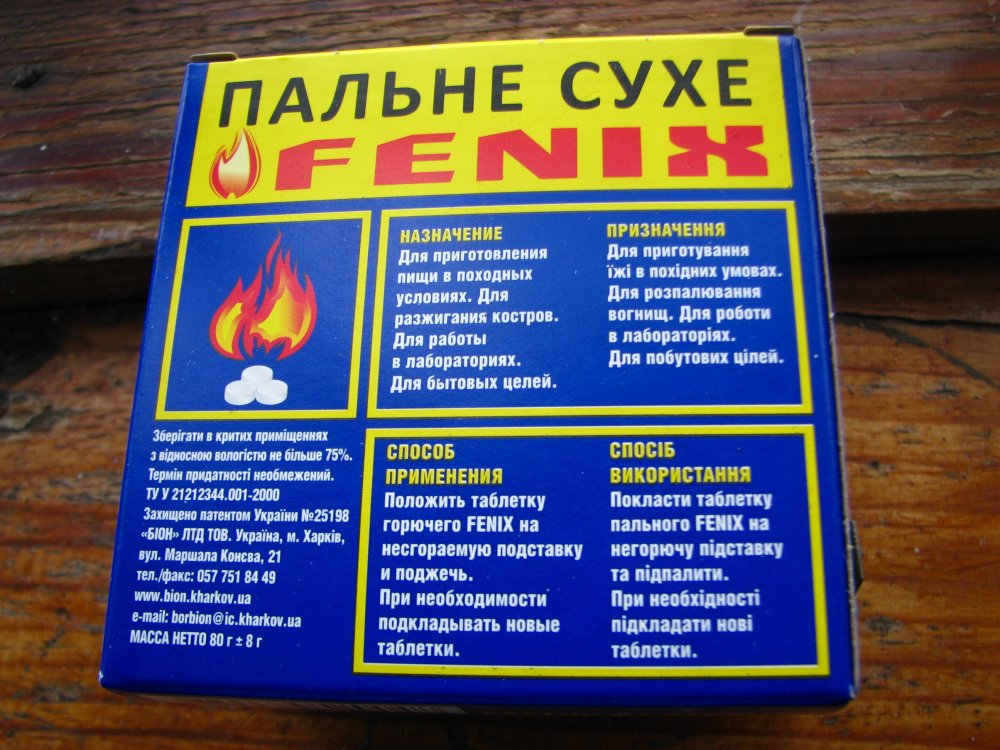 ПАЛЬНЕ СУХЕ
FENIX
НАЗНАЧЕНИЕ
Для приготовления
пищи в походных
условиях. Для
разжигания костров.
Для работы
в лабораториях.
Для бытовых целей.
ПРИЗНАЧЕННЯ
Для приготування
їжі в похідних умовах.
Для розпалювання
вогнищ. Для роботи
в лабораторіях.
Для побутових цілей.
Зберігати в критих приміщеннях
з відносною вологістю не більше 75%.
Термін придатності необмежений.
ТУ У 21212344.001-2000
Захищено патентом України №25198
«БІОН» ЛТД ТОВ. Україна, м. Харків,
вул. Маршала Конєва, 21
тел./факс: 057 751 84 49
www.bion.kharkov.ua
e-mail: borbion@ic.kharkov.ua
МАССА НЕТТО 80 г ± 8 г
СПОСОБ
ПРИМЕНЕНИЯ
Положить таблетку
горючего FENIX на
несгораемую подставку
и поджечь.
При необходимости
подкладывать новые
таблетки.
СПОСІБ
ВИКОРИСТАННЯ
Покласти таблетку
пального FENIX на
негорючу підставку
та підпалити.
При необхідності
підкладати нові
таблетки.